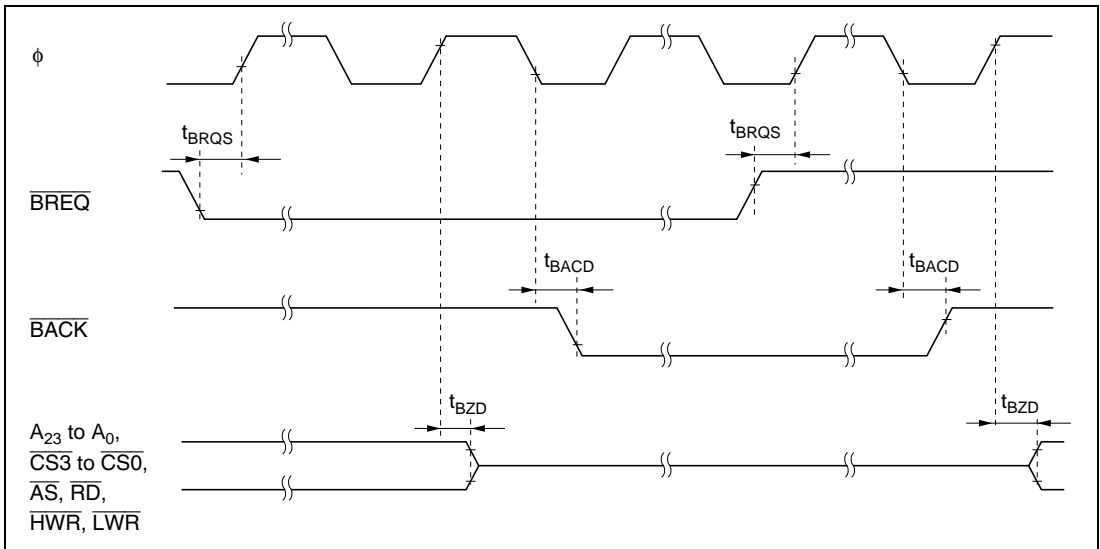 ϕ
tBRQS
tBRQS
BREQ
tBACD
tBACD
BACK
tBZD
tBZD
A23 to A0,
CS3 to CS0,
AS, RD,
HWR, LWR